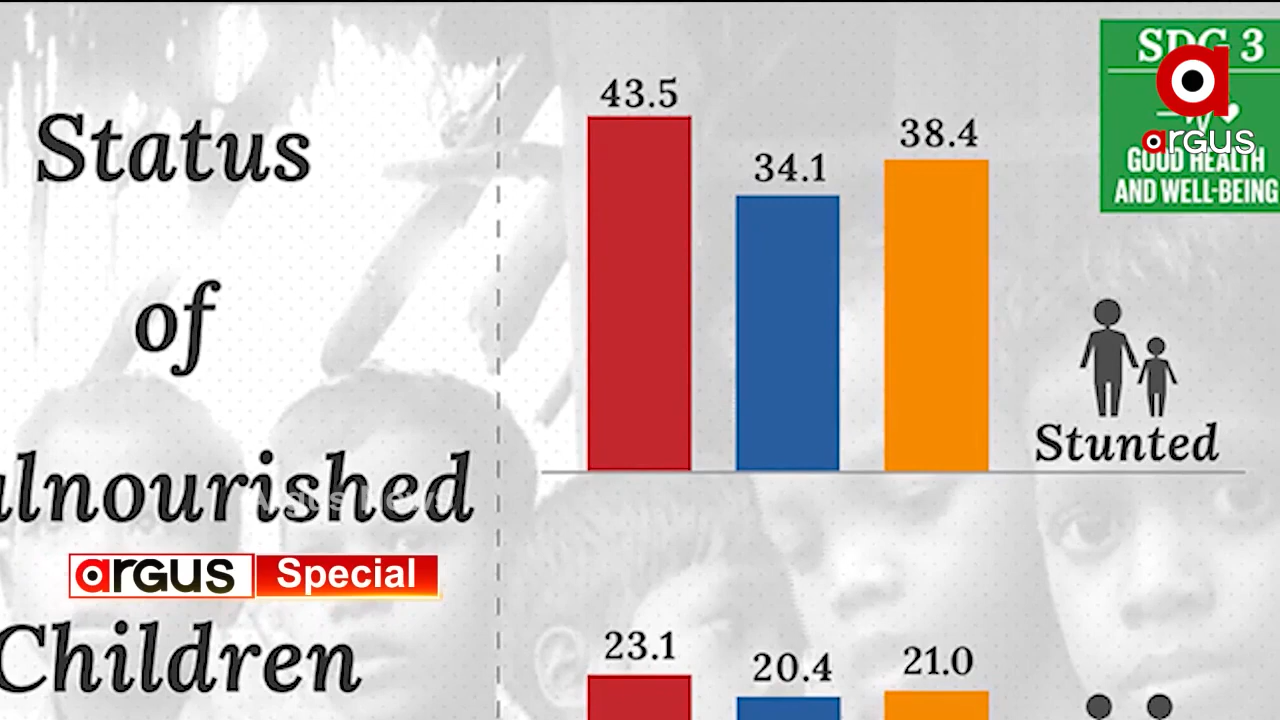 Status
of
alnourished
Children
43.5
34.1
38.4
Stunted
23.1
20.4
21.0
SDG 3
GOOD HEALTH
AND WELL-BEING
argus
argus Special